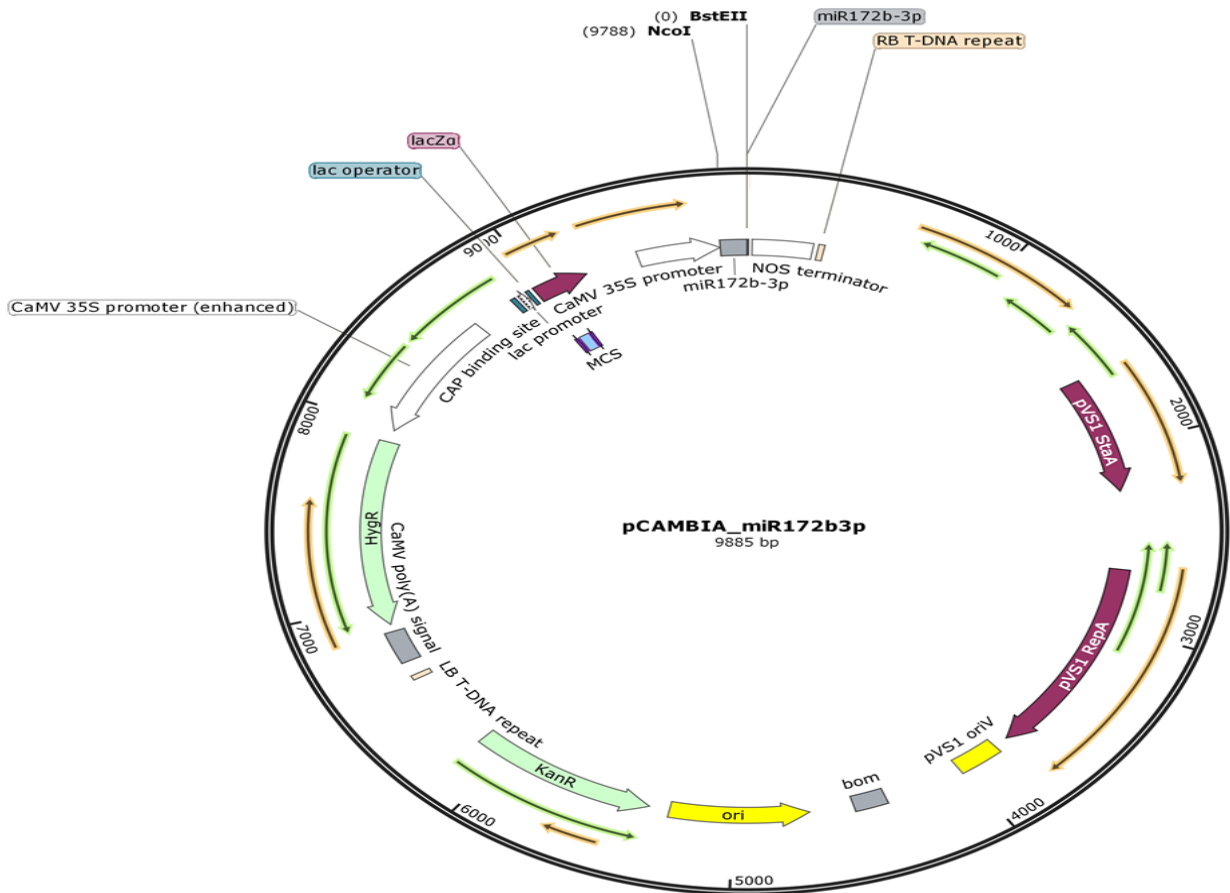 (0) BstEII
(9788) NcoI
miR172b-3p
RB T-DNA repeat
lacZα
lac operator
9000
1000
CaMV 35S promoter
miR172b-3p
NOS terminator
CaMV 35S promoter (enhanced)
CAP binding site
lac promoter
MCS
8000
2000
pVS1 StaA
HygR
CaMV poly(A) signal
pCAMBIA_miR172b3p
9885 bp
7000
3000
pVS1 RepA
LB T-DNA repeat
pVS1 oriV
KanR
bom
ori
6000
4000
5000